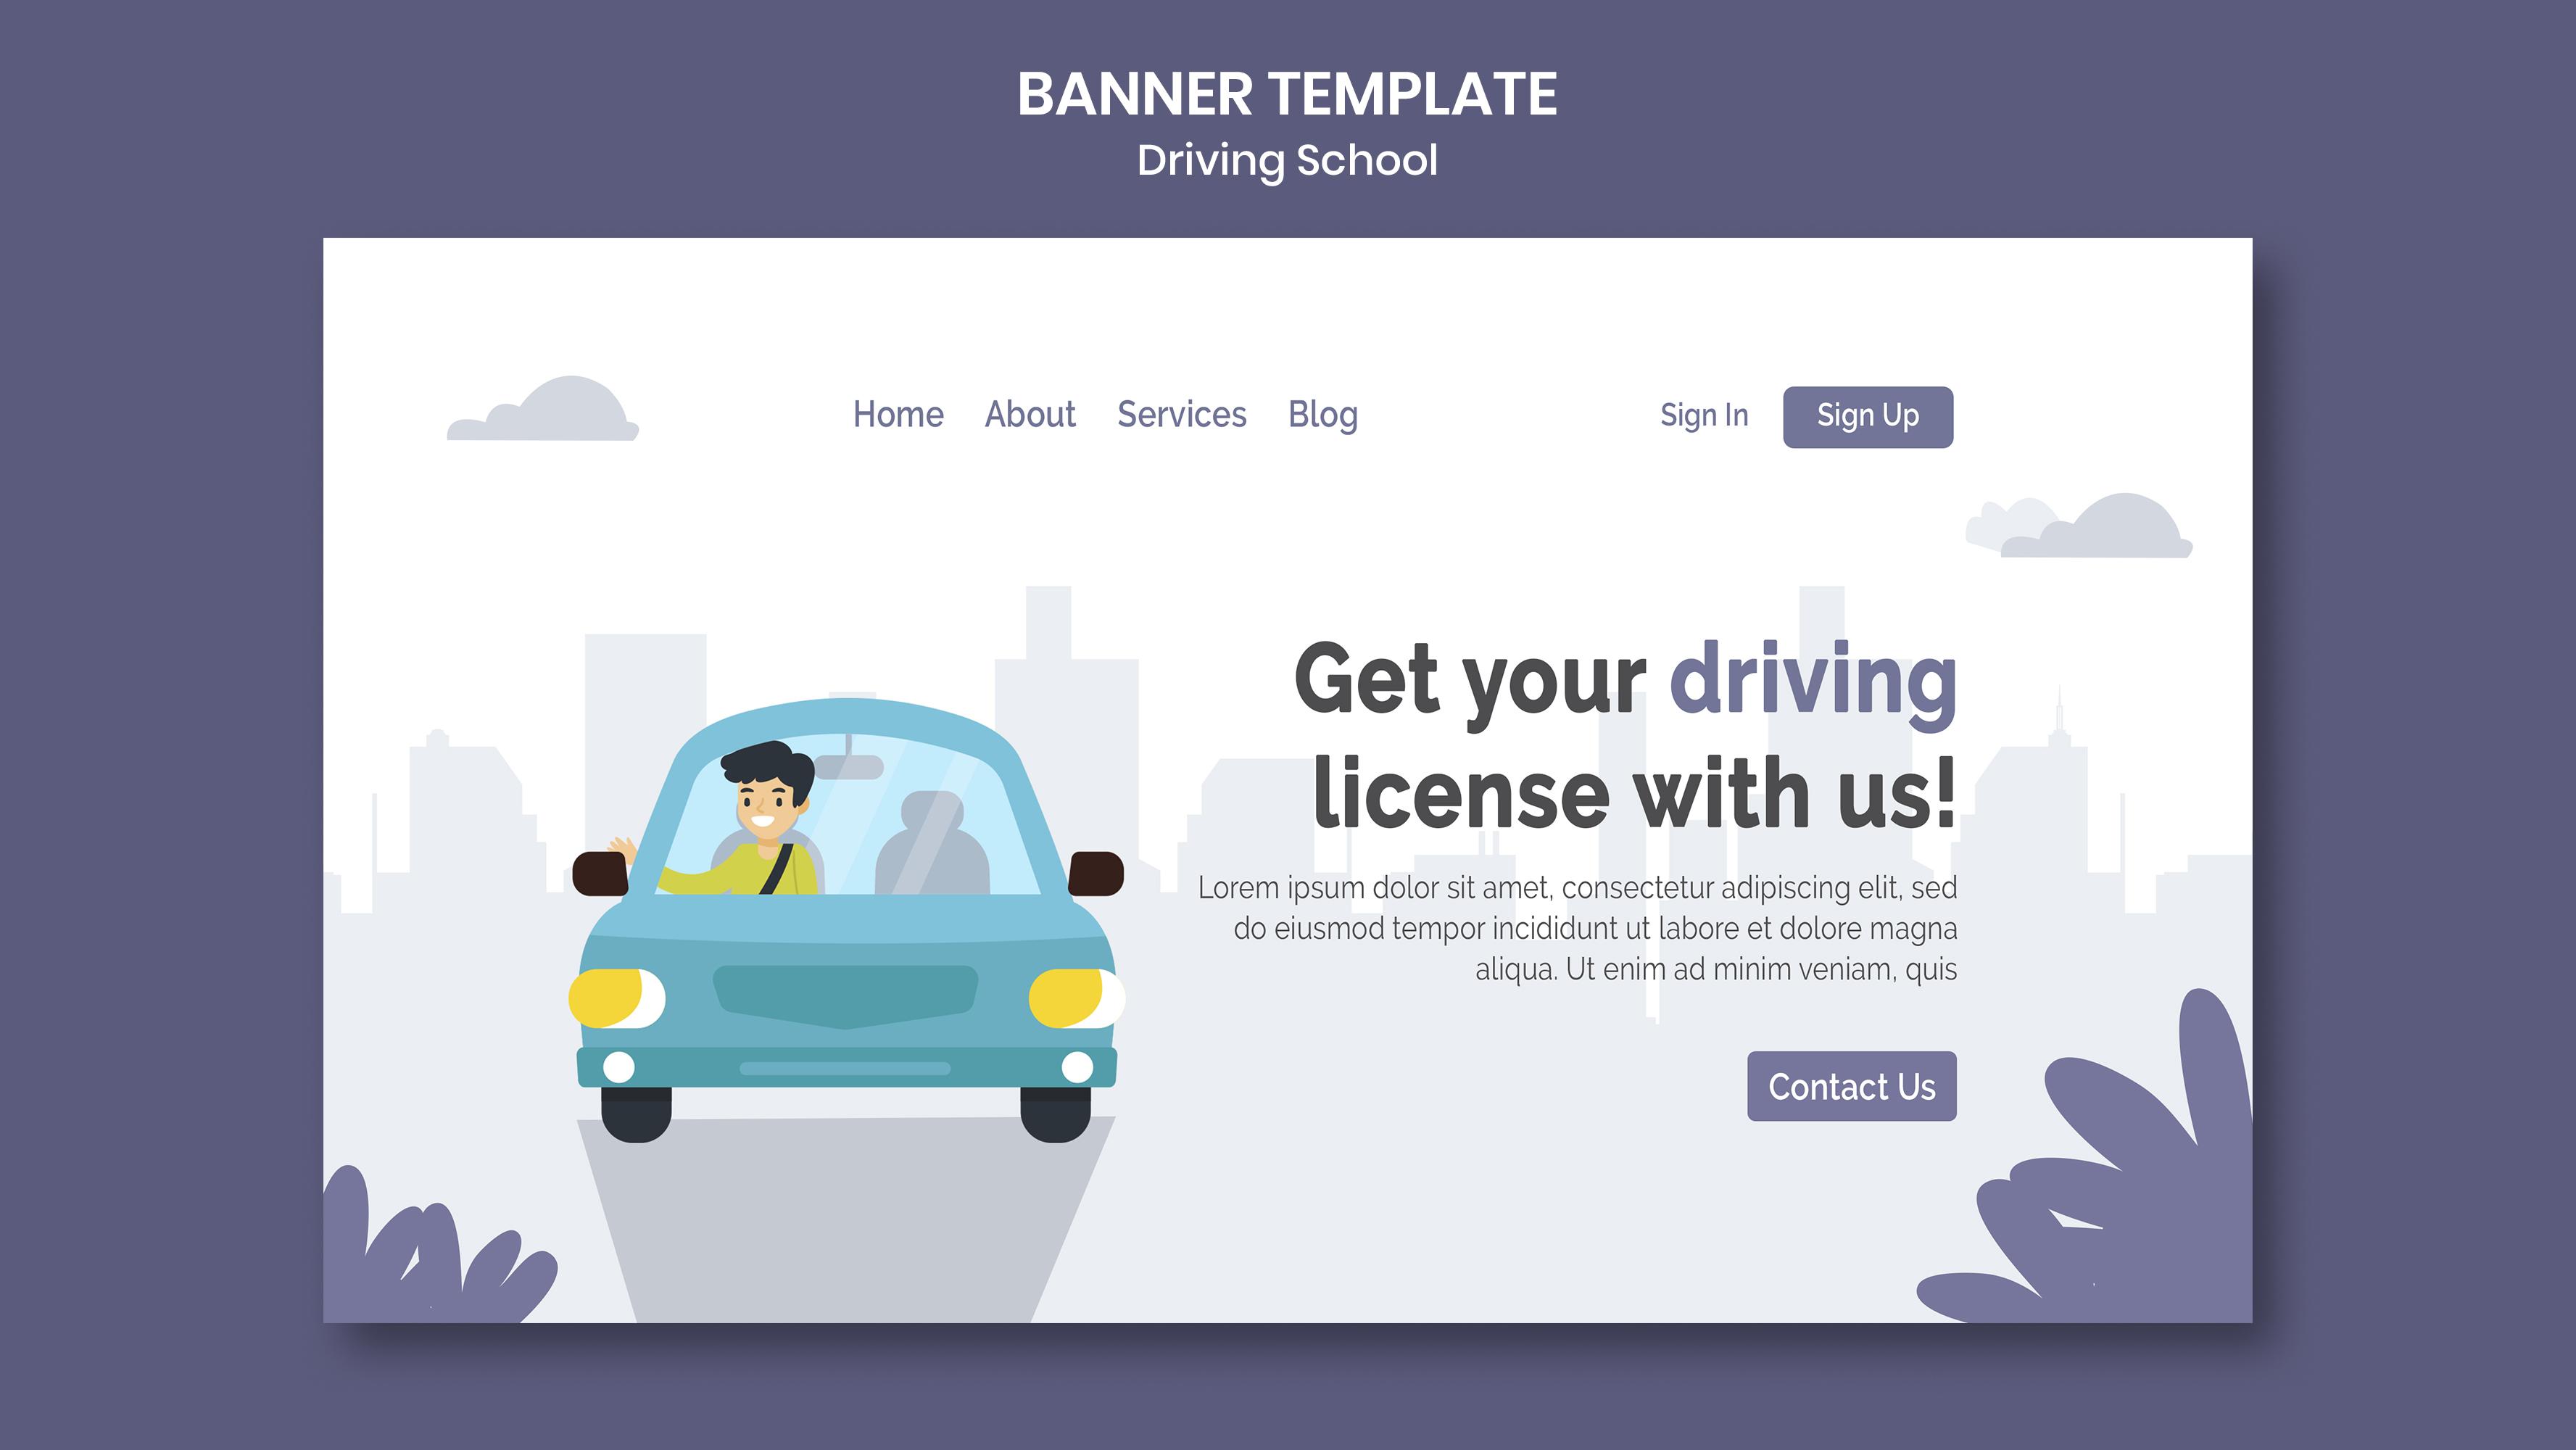 BANNER TEMPLATE
Driving School
Home About Services Blog Sign In Sign Up
Get your driving
license with us!
Lorem ipsum dolor sit amet, consectetur adipiscing elit, sed
do eiusmod tempor incididunt ut labore et dolore magna
aliqua. Ut enim ad minim veniam, quis
Contact Us